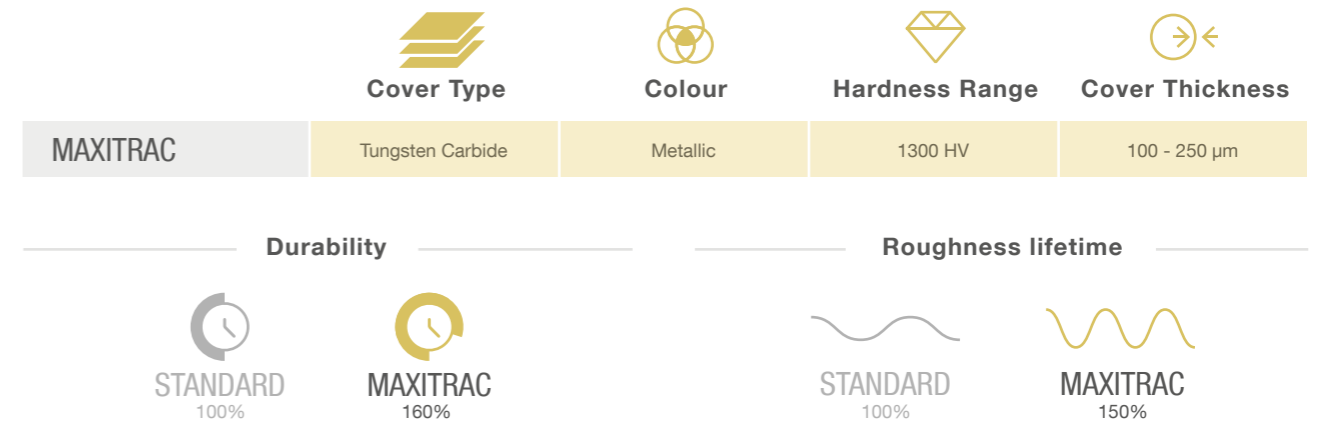 Cover Type
Colour
Hardness Range
Cover Thickness
MAXITRAC
Tungsten Carbide
Metallic
1300 HV
100 - 250 µm
Durability
Roughness lifetime
STANDARD
100%
MAXITRAC
160%
STANDARD
100%
MAXITRAC
150%